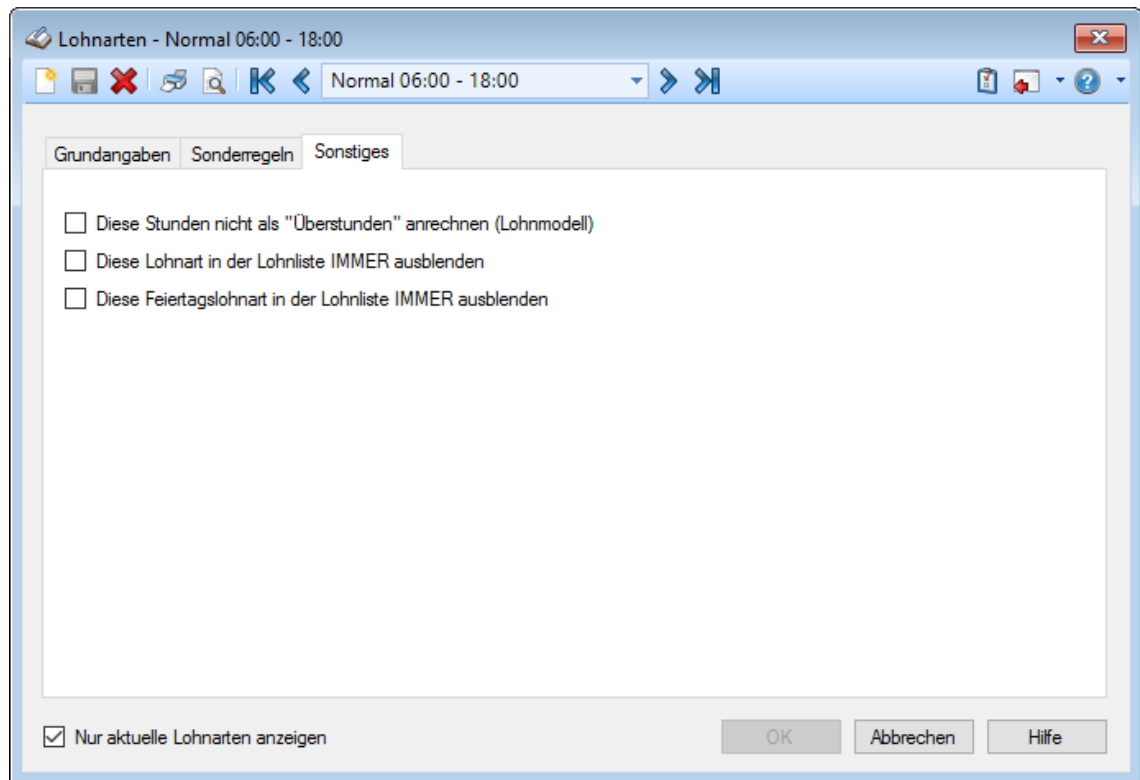 Lohnarten - Normal 06:00 - 18:00
Normal 06:00 - 18:00
Grundangaben Sonderregeln Sonstiges
Diese Stunden nicht als "Überstunden" anrechnen (Lohnmodell)
Diese Lohnart in der Lohnliste IMMER ausblenden
Diese Feiertagslohnart in der Lohnliste IMMER ausblenden
Nur aktuelle Lohnarten anzeigen OK Abbrechen Hilfe